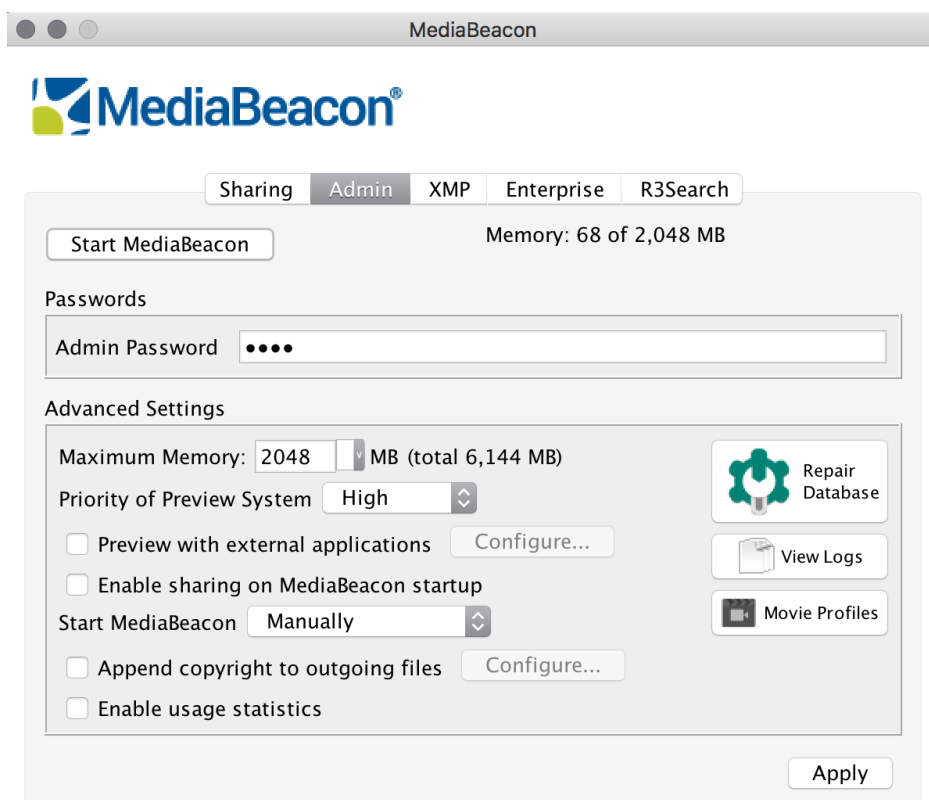 MediaBeacon
MediaBeacon®
Sharing Admin XMP Enterprise R3Search
Start MediaBeacon Memory: 68 of 2,048 MB
Passwords
Admin Password ••••
Advanced Settings
Maximum Memory: 2048 MB (total 6,144 MB)
Priority of Preview System High
Repair
Database
Preview with external applications Configure...
View Logs
Enable sharing on MediaBeacon startup
Start MediaBeacon Manually
Movie Profiles
Append copyright to outgoing files Configure...
Enable usage statistics
Apply